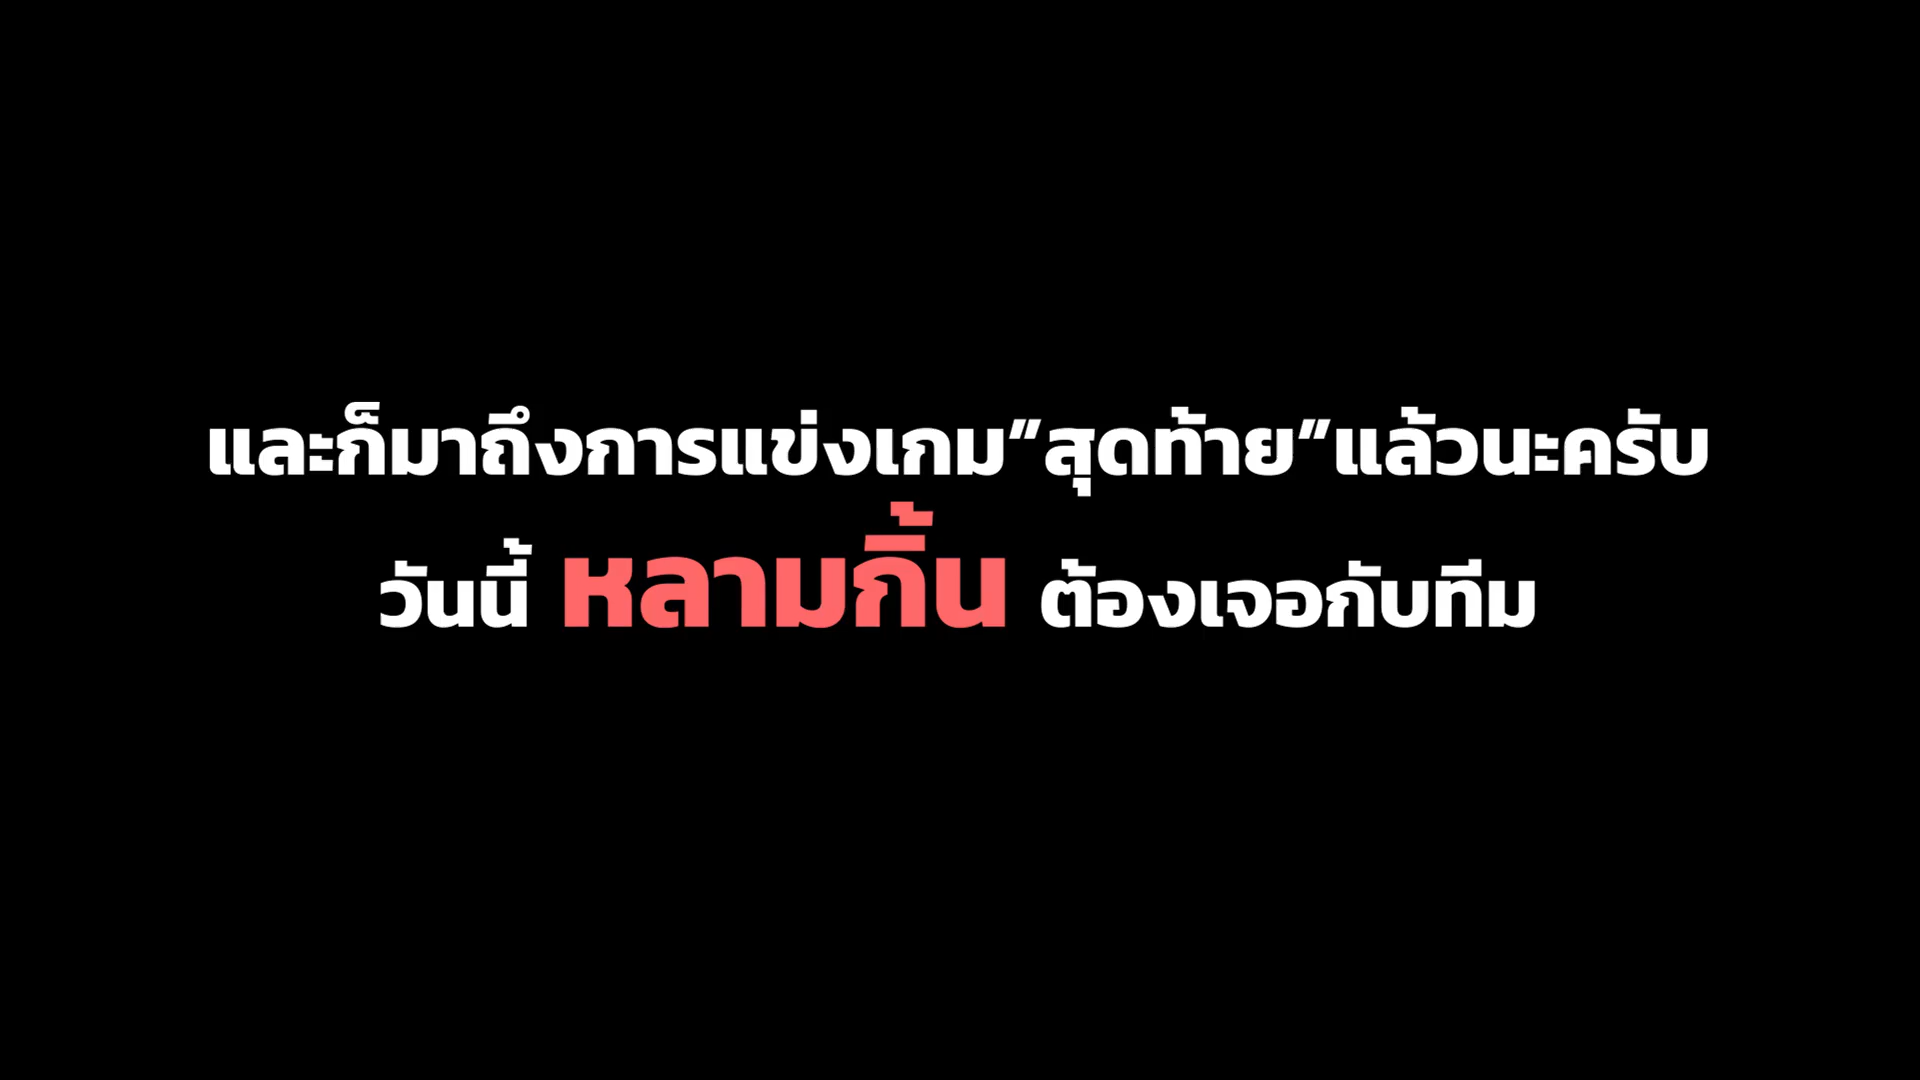 และก็มาถึงการแข่งเกม"สุดท้าย"แล้วนะครับ
วันนี้ หลามกิ้น ต้องเจอกับทีม